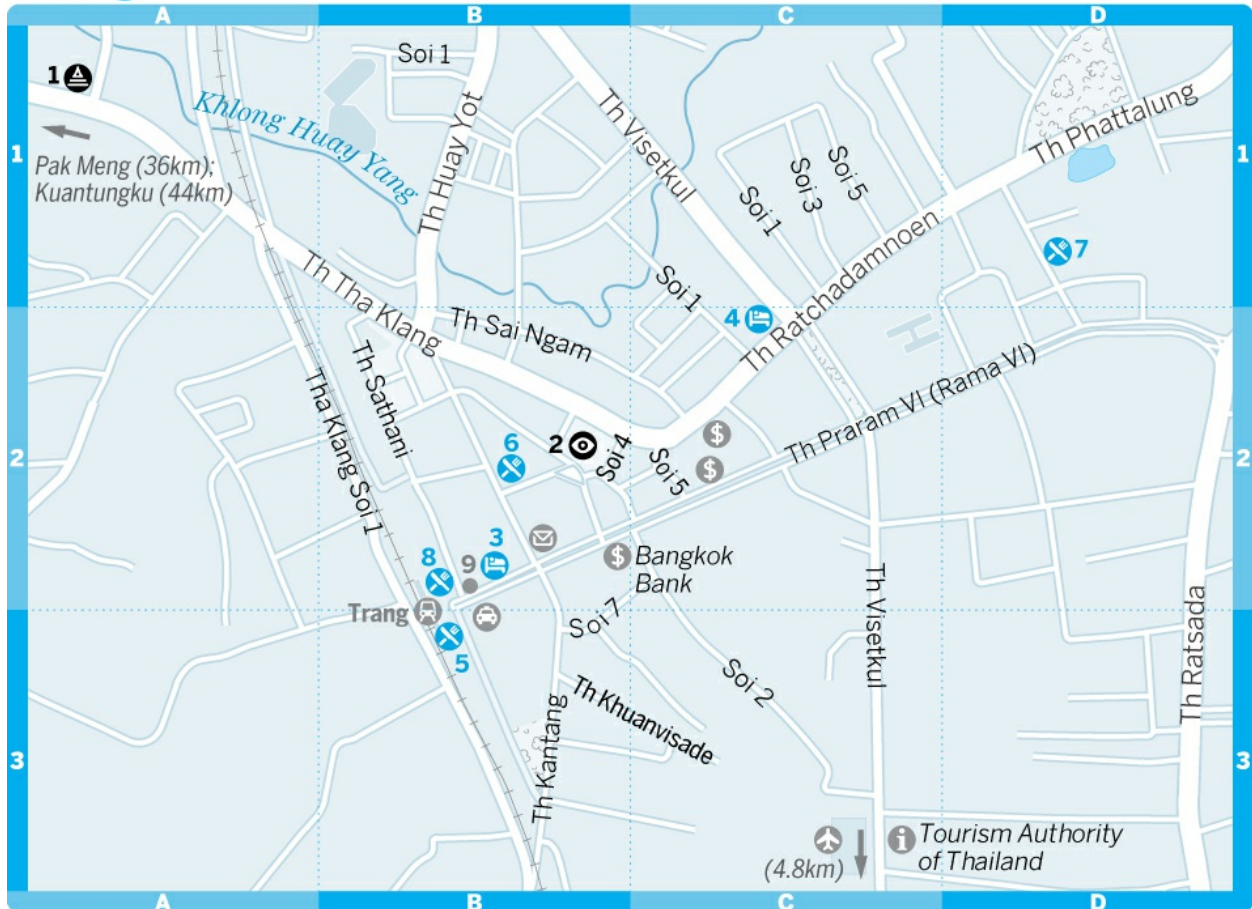 A
B
C
D
1
Soi 1
Khlong Huay Yang
Th Huay Yot
Th Visetkul
Th Phattalung
1
Pak Meng (36km);
Kuantungku (44km)
1
Soi 1
Soi 3
Soi 5
7
Soi 1
4
Th Ratchadamnoen
Th Tha Klang
Th Sai Ngam
Th Sathani
Tha Klang Soi 1
Th Praram VI (Rama VI)
2
6
2
Soi 4
Soi 5
2
8
9
3
Bangkok
Bank
Trang
5
Soi 7
Th Visetkul
Soi 2
Th Ratsada
Th Khuanvisade
Th Kantang
3
3
(4.8km)
Tourism Authority
of Thailand
A
B
C
D